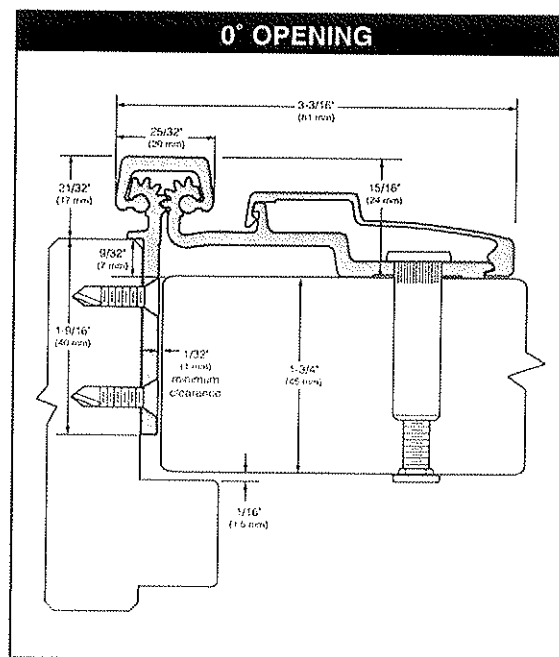 0° OPENING
3-3/16"
(81 mm)
25/32"
(20 mm)
21/32"
(17 mm)
15/16"
(24 mm)
9/32"
(7 mm)
1-9/16"
(40 mm)
1/32"
(1 mm)
minimum
clearance
1-3/4"
(45 mm)
1/16"
(1.5 mm)